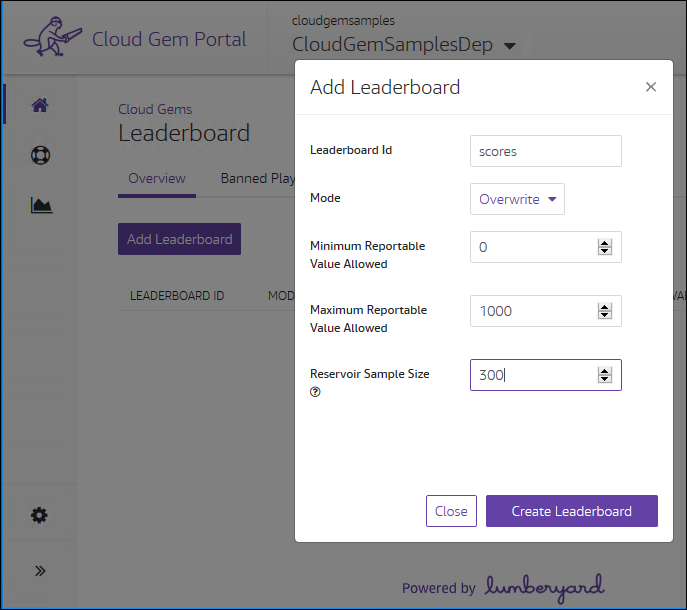 cloudgemsamples
Cloud Gem Portal
CloudGemSamplesDep
Add Leaderboard
×
Cloud Gems
Leaderboard
Leaderboard Id
scores
Overview
Banned Play
Mode
Overwrite
Add Leaderboard
Minimum Reportable
Value Allowed
0
LEADERBOARD ID
MOD
Maximum Reportable
Value Allowed
1000
Reservoir Sample Size
?
300
Close
Create Leaderboard
Powered by lumberyard